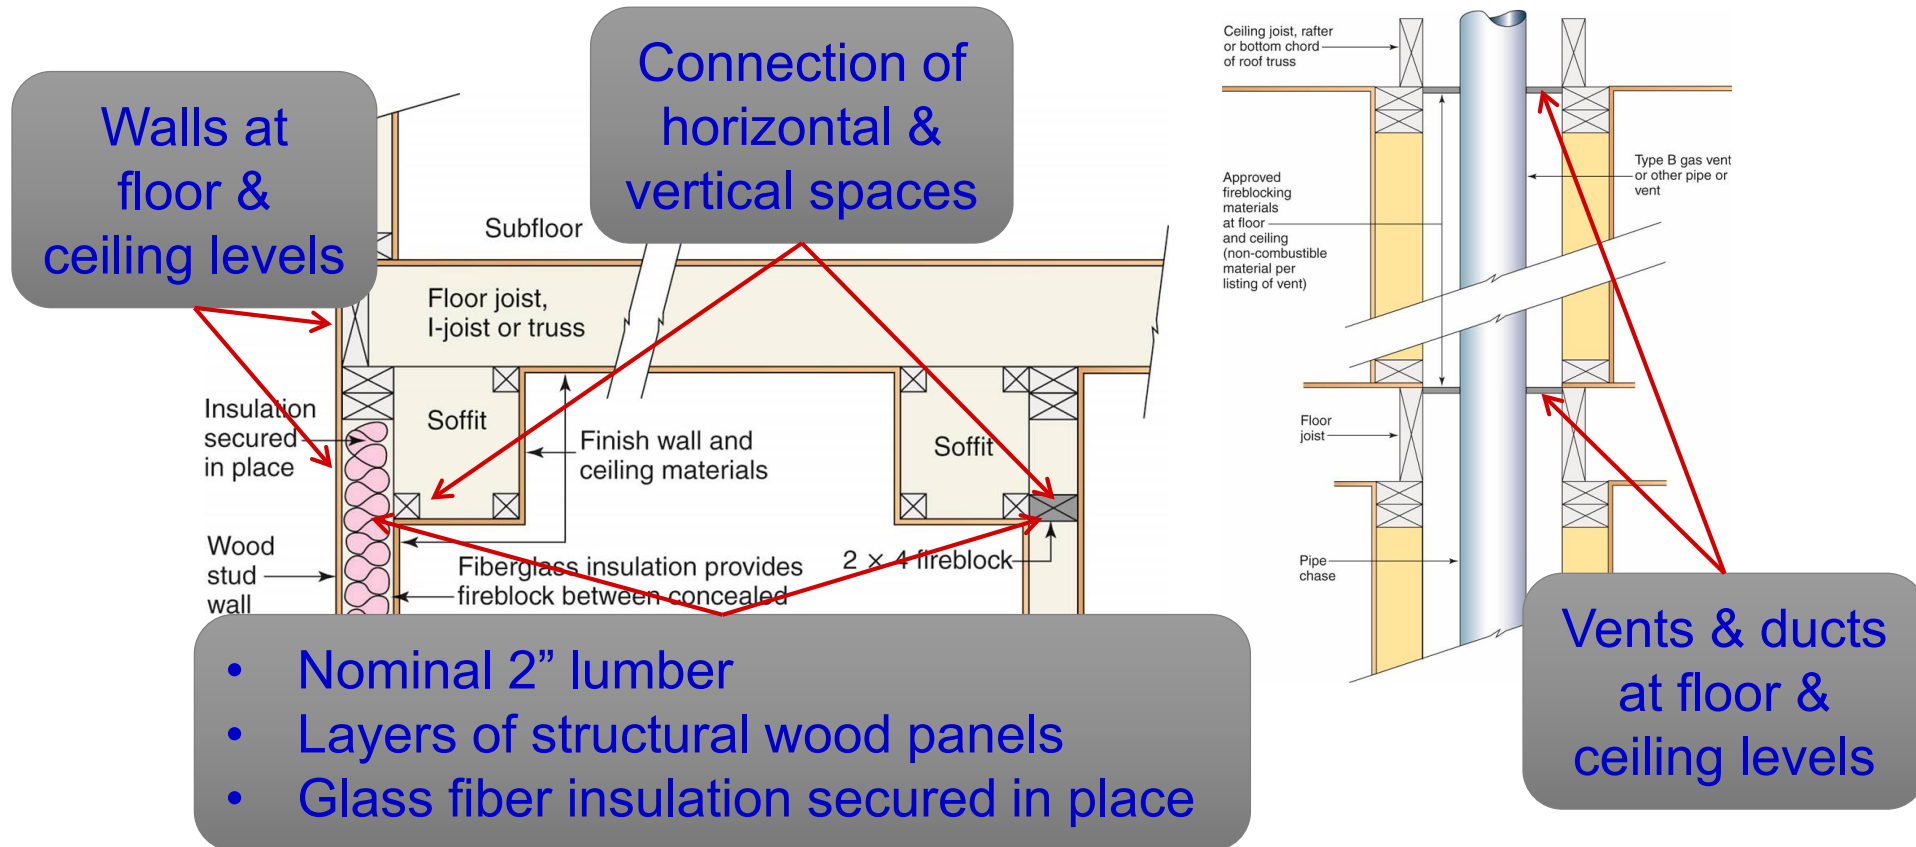 Walls at
floor &
ceiling levels
Connection of
horizontal &
vertical spaces
Subfloor
Floor joist,
I-joist or truss
Insulation
secured
in place
Soffit
Finish wall and
ceiling materials
Soffit
Wood
stud
wall
Fiberglass insulation provides
fireblock between concealed
2 × 4 fireblock
• Nominal 2” lumber
• Layers of structural wood panels
• Glass fiber insulation secured in place
Ceiling joist, rafter
or bottom chord
of roof truss
Approved
fireblocking
materials
at floor
and ceiling
(non-combustible
material per
listing of vent)
Type B gas vent
or other pipe or
vent
Floor
joist
Pipe
chase
Vents & ducts
at floor &
ceiling levels